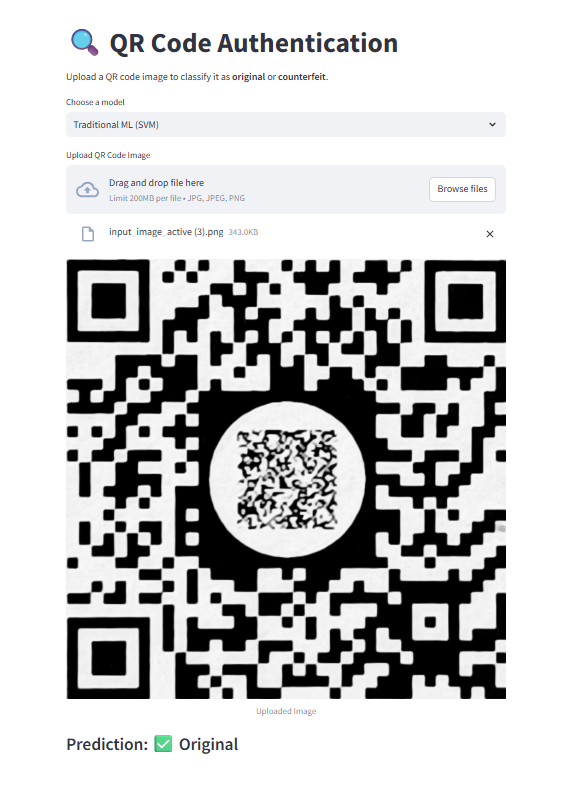 QR Code Authentication
Upload a QR code image to classify it as original or counterfeit.
Choose a model
Traditional ML (SVM)
Upload QR Code Image
Drag and drop file here
Limit 200MB per file • JPG, JPEG, PNG
Browse files
input_image_active (3).png 343.0KB
Uploaded Image
Prediction: ✅ Original